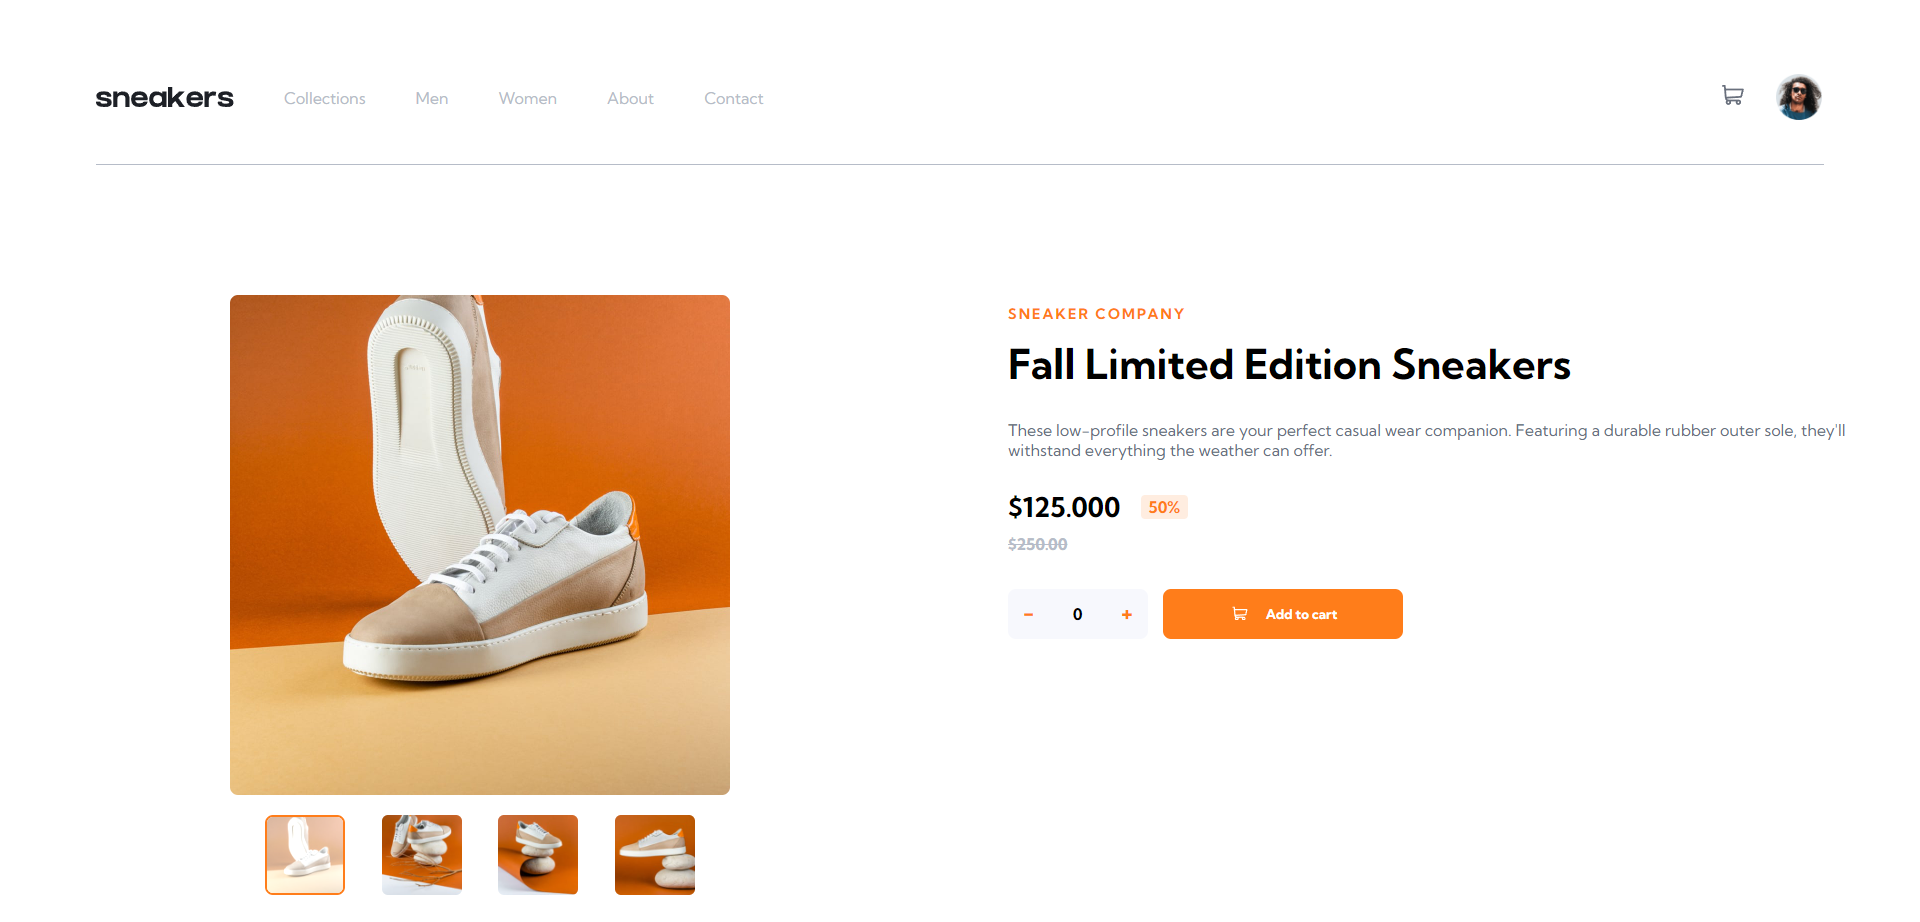 sneakers Collections Men Women About Contact
SNEAKER COMPANY
Fall Limited Edition Sneakers
These low-profile sneakers are your perfect casual wear companion. Featuring a durable rubber outer sole, they'll
withstand everything the weather can offer.
$125.000 50%
$250.00
− 0 + Add to cart